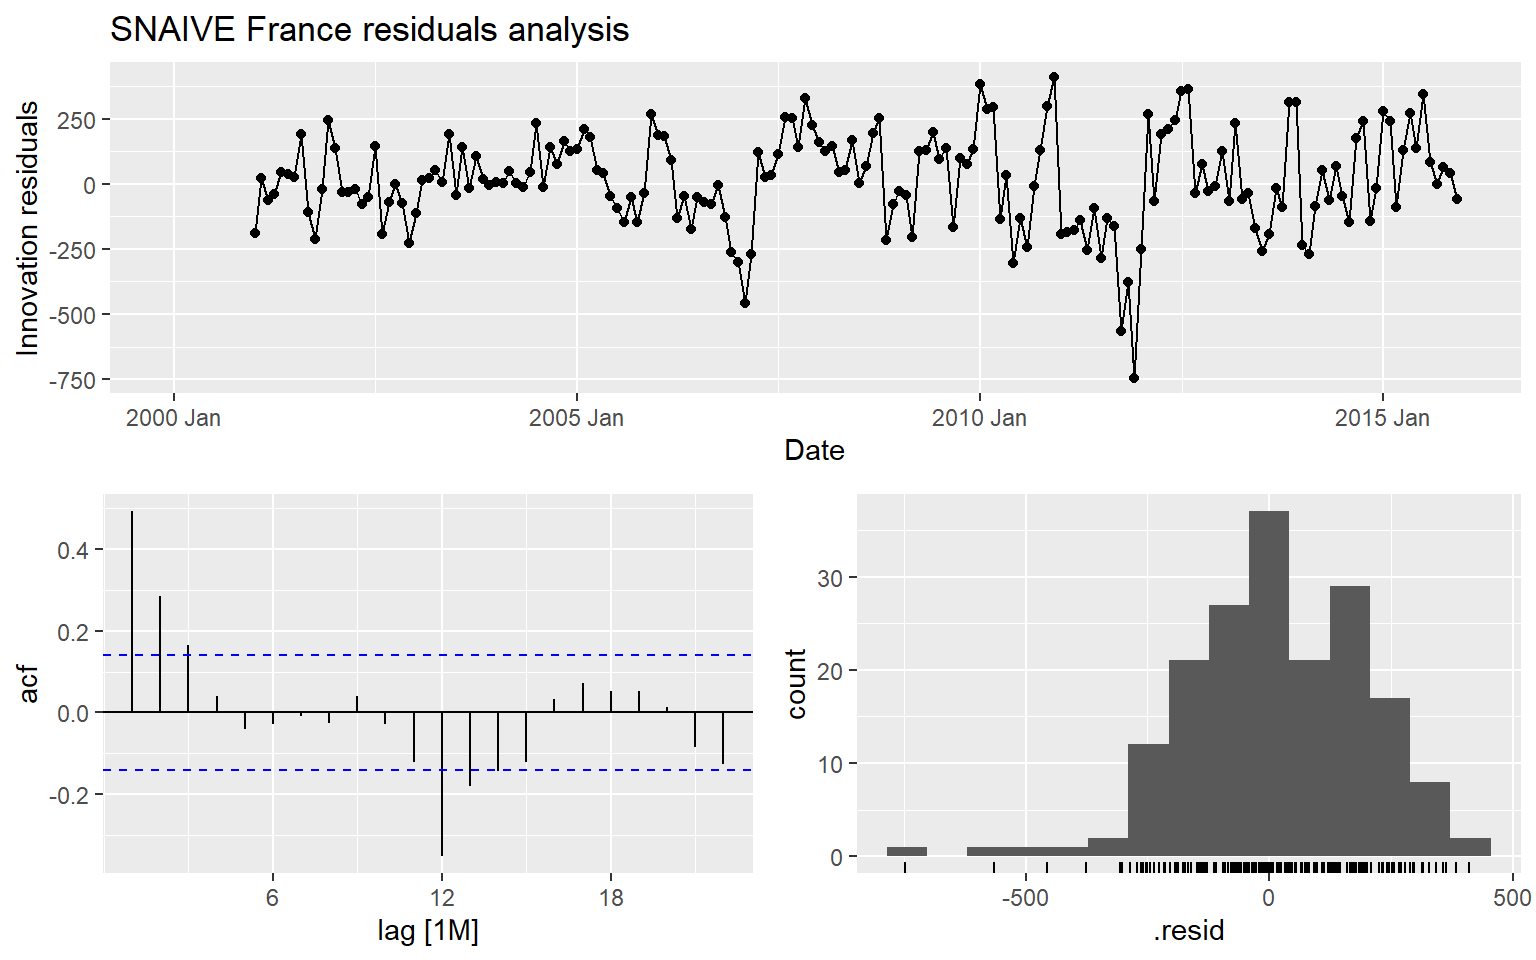 SNAIVE France residuals analysis
Innovation residuals
250
0
-250
-500
-750
2000 Jan
2005 Jan
2010 Jan
2015 Jan
Date
acf
0.4
0.2
0.0
-0.2
6
12
18
lag [1M]
count
30
20
10
0
-500
0
500
.resid